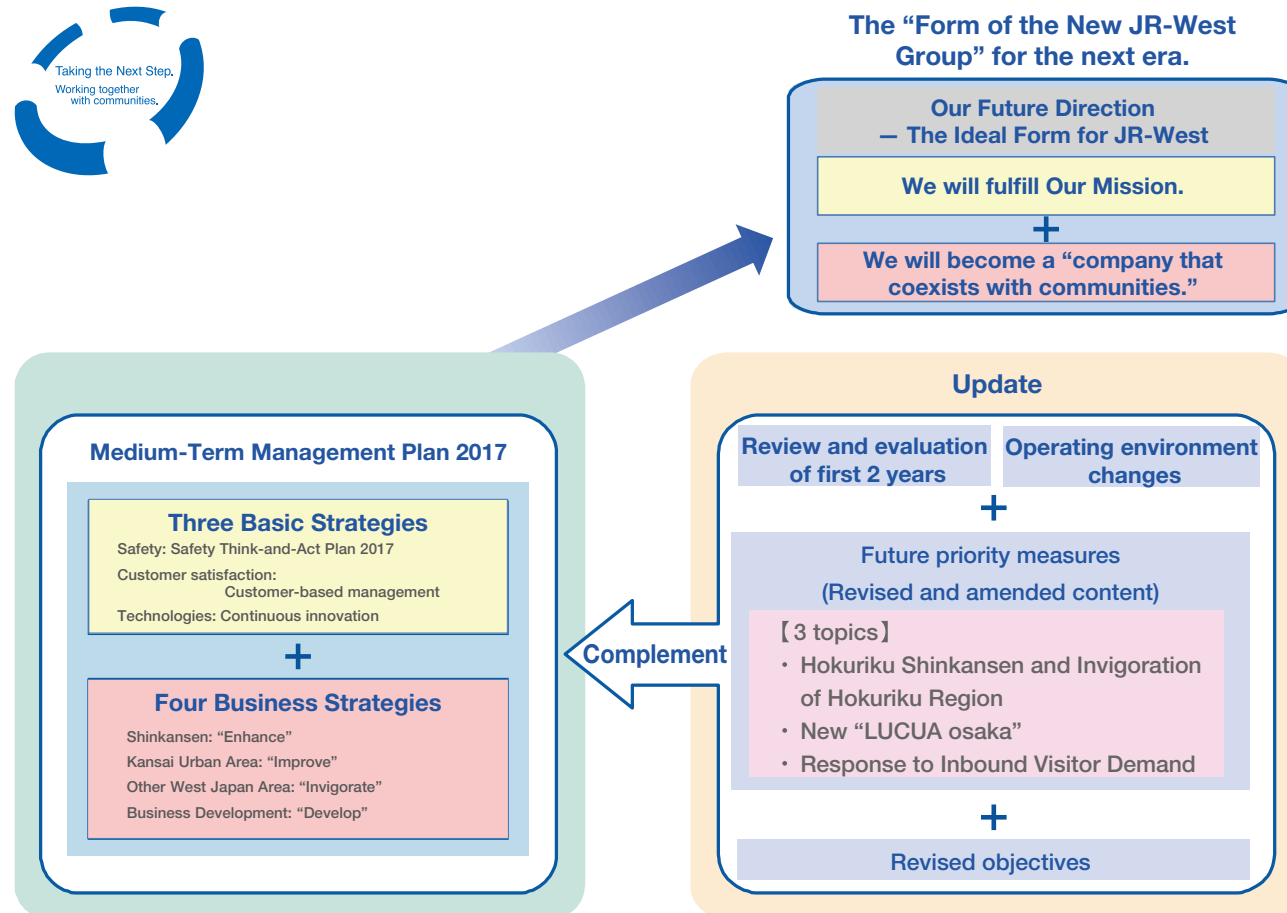 Taking the Next Step.
Working together
with communities.
The “Form of the New JR-West
Group” for the next era.
Our Future Direction
— The Ideal Form for JR-West
We will fulfill Our Mission.
+
We will become a “company that
coexists with communities.”
Medium-Term Management Plan 2017
Three Basic Strategies
Safety: Safety Think-and-Act Plan 2017
Customer satisfaction:
Customer-based management
Technologies: Continuous innovation
+
Four Business Strategies
Shinkansen: “Enhance”
Kansai Urban Area: “Improve”
Other West Japan Area: “Invigorate”
Business Development: “Develop”
Complement
Update
Review and evaluation
of first 2 years
Operating environment
changes
+
Future priority measures
(Revised and amended content)
【3 topics】
・ Hokuriku Shinkansen and Invigoration
of Hokuriku Region
・ New “LUCUA osaka”
・ Response to Inbound Visitor Demand
+
Revised objectives